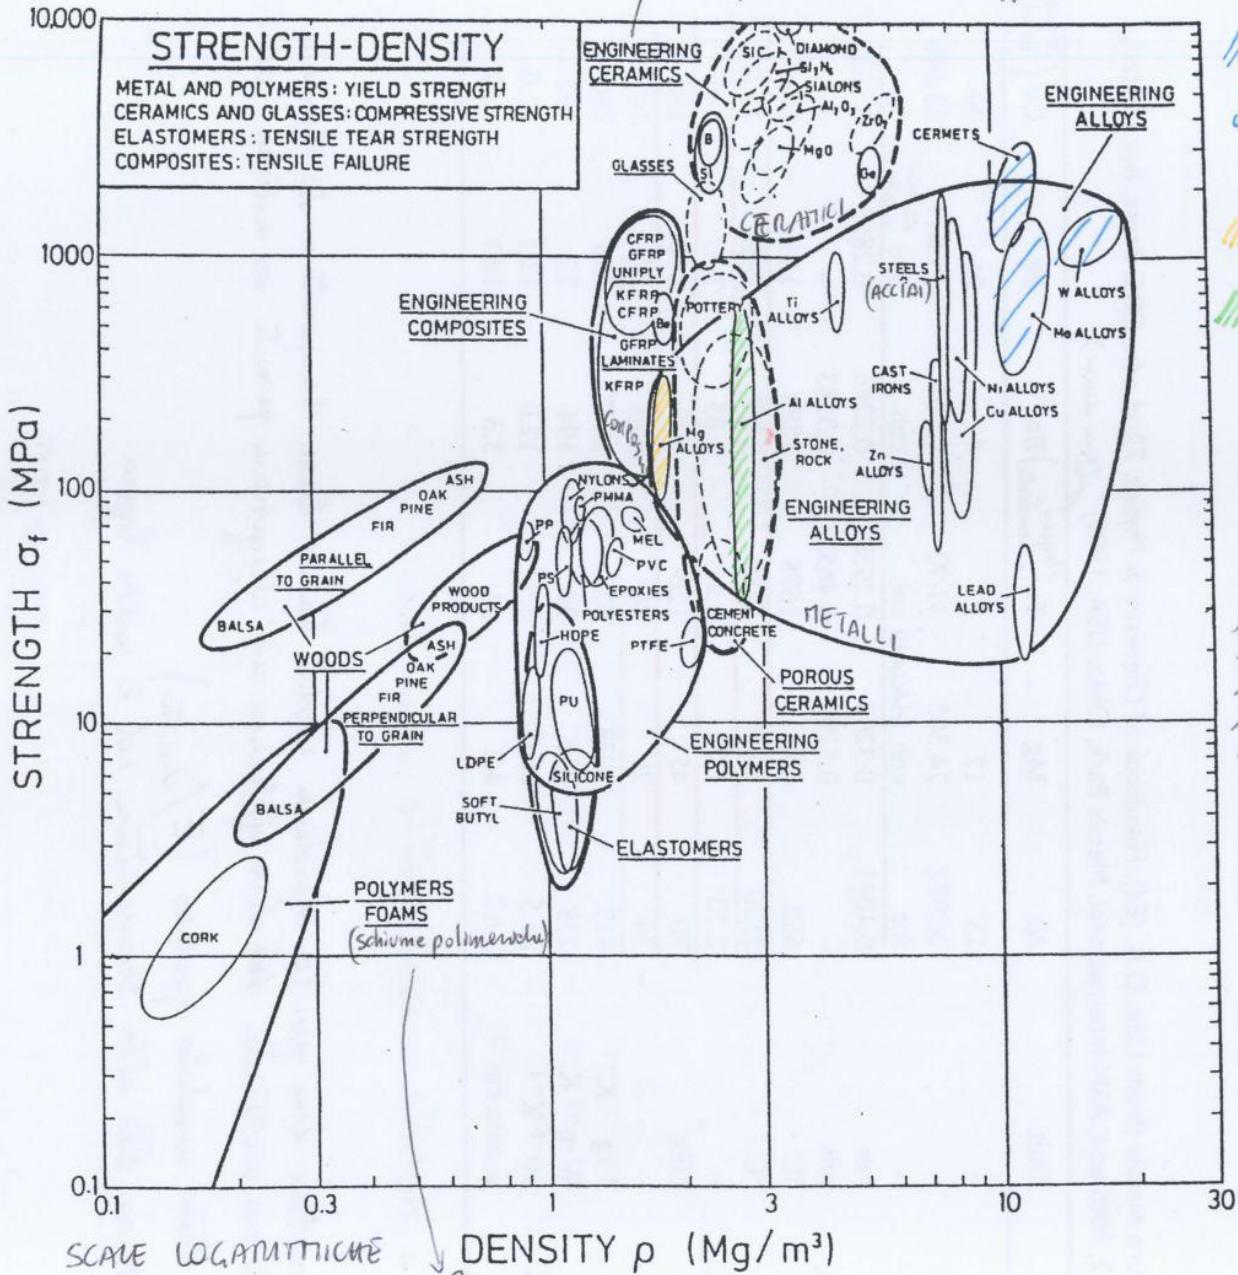 10.000
STRENGTH-DENSITY
METAL AND POLYMERS: YIELD STRENGTH
CERAMICS AND GLASSES: COMPRESSIVE STRENGTH
ELASTOMERS: TENSILE TEAR STRENGTH
COMPOSITES: TENSILE FAILURE
ENGINEERING
CERAMICS
SiC
DIAMOND
Si3N4
SIALONS
Al2O3
ZrO2
B
MgO
Si
Ge
GLASSES
CERAMICI
CERMETS
ENGINEERING
ALLOYS
1000
CFRP
GFRP
UNIPLY
KFRP
CFRP
Be
GFRP
LAMINATES
KFRP
ENGINEERING
COMPOSITES
POTTERY
Ti
ALLOYS
STEELS
(ACCIAI)
W ALLOYS
Mo ALLOYS
CAST
IRONS
Ni ALLOYS
Cu ALLOYS
Al ALLOYS
Mg
ALLOYS
STONE,
ROCK
Zn
ALLOYS
ENGINEERING
ALLOYS
STRENGTH σf (MPa)
100
ASH
OAK
PINE
FIR
PARALLEL
TO GRAIN
BALSA
NYLONS
PMMA
PP
MEL
PVC
PS
EPOXIES
POLYESTERS
HDPE
WOOD
PRODUCTS
LEAD
ALLOYS
CEMENT
CONCRETE
METALLI
PTFE
WOODS
ASH
OAK
PINE
FIR
PERPENDICULAR
TO GRAIN
POROUS
CERAMICS
PU
10
LDPE
SILICONE
ENGINEERING
POLYMERS
SOFT
BUTYL
BALSA
ELASTOMERS
POLYMERS
FOAMS
(schiume polimeriche)
CORK
1
0.1
0.1
0.3
1
3
10
30
SCALE LOGARITMICHE
DENSITY ρ (Mg/m³)